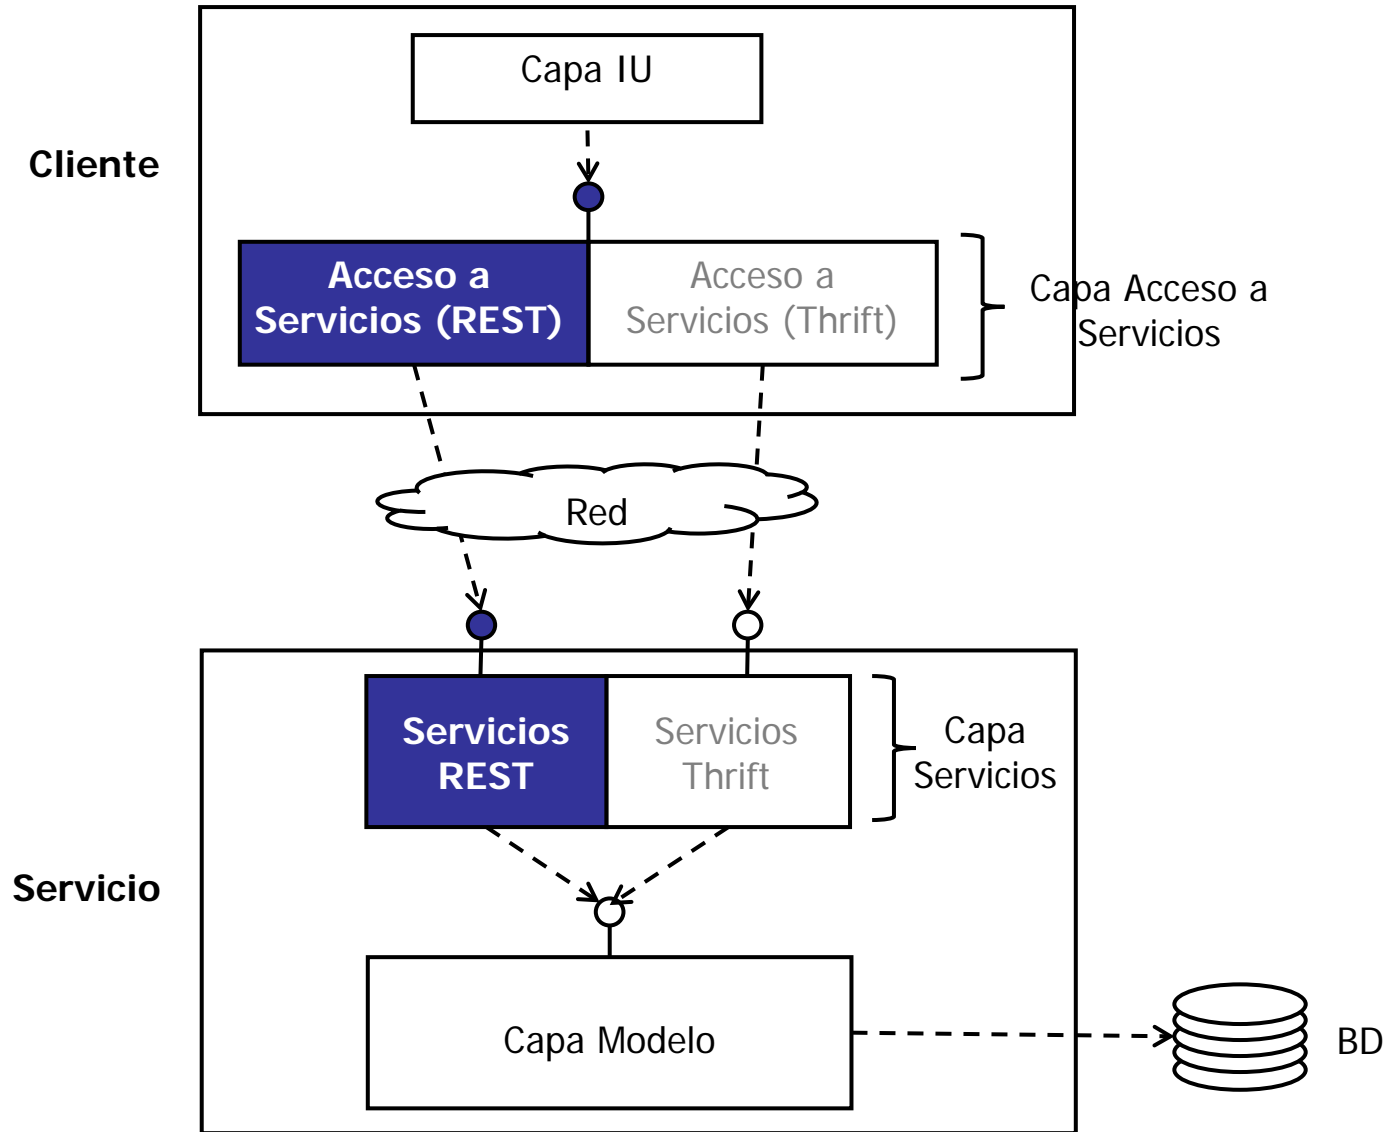 Capa IU
Cliente
Acceso a
Servicios (REST)
Acceso a
Servicios (Thrift)
Capa Acceso a
Servicios
Red
Servicios
REST
Servicios
Thrift
Capa
Servicios
Servicio
Capa Modelo
BD